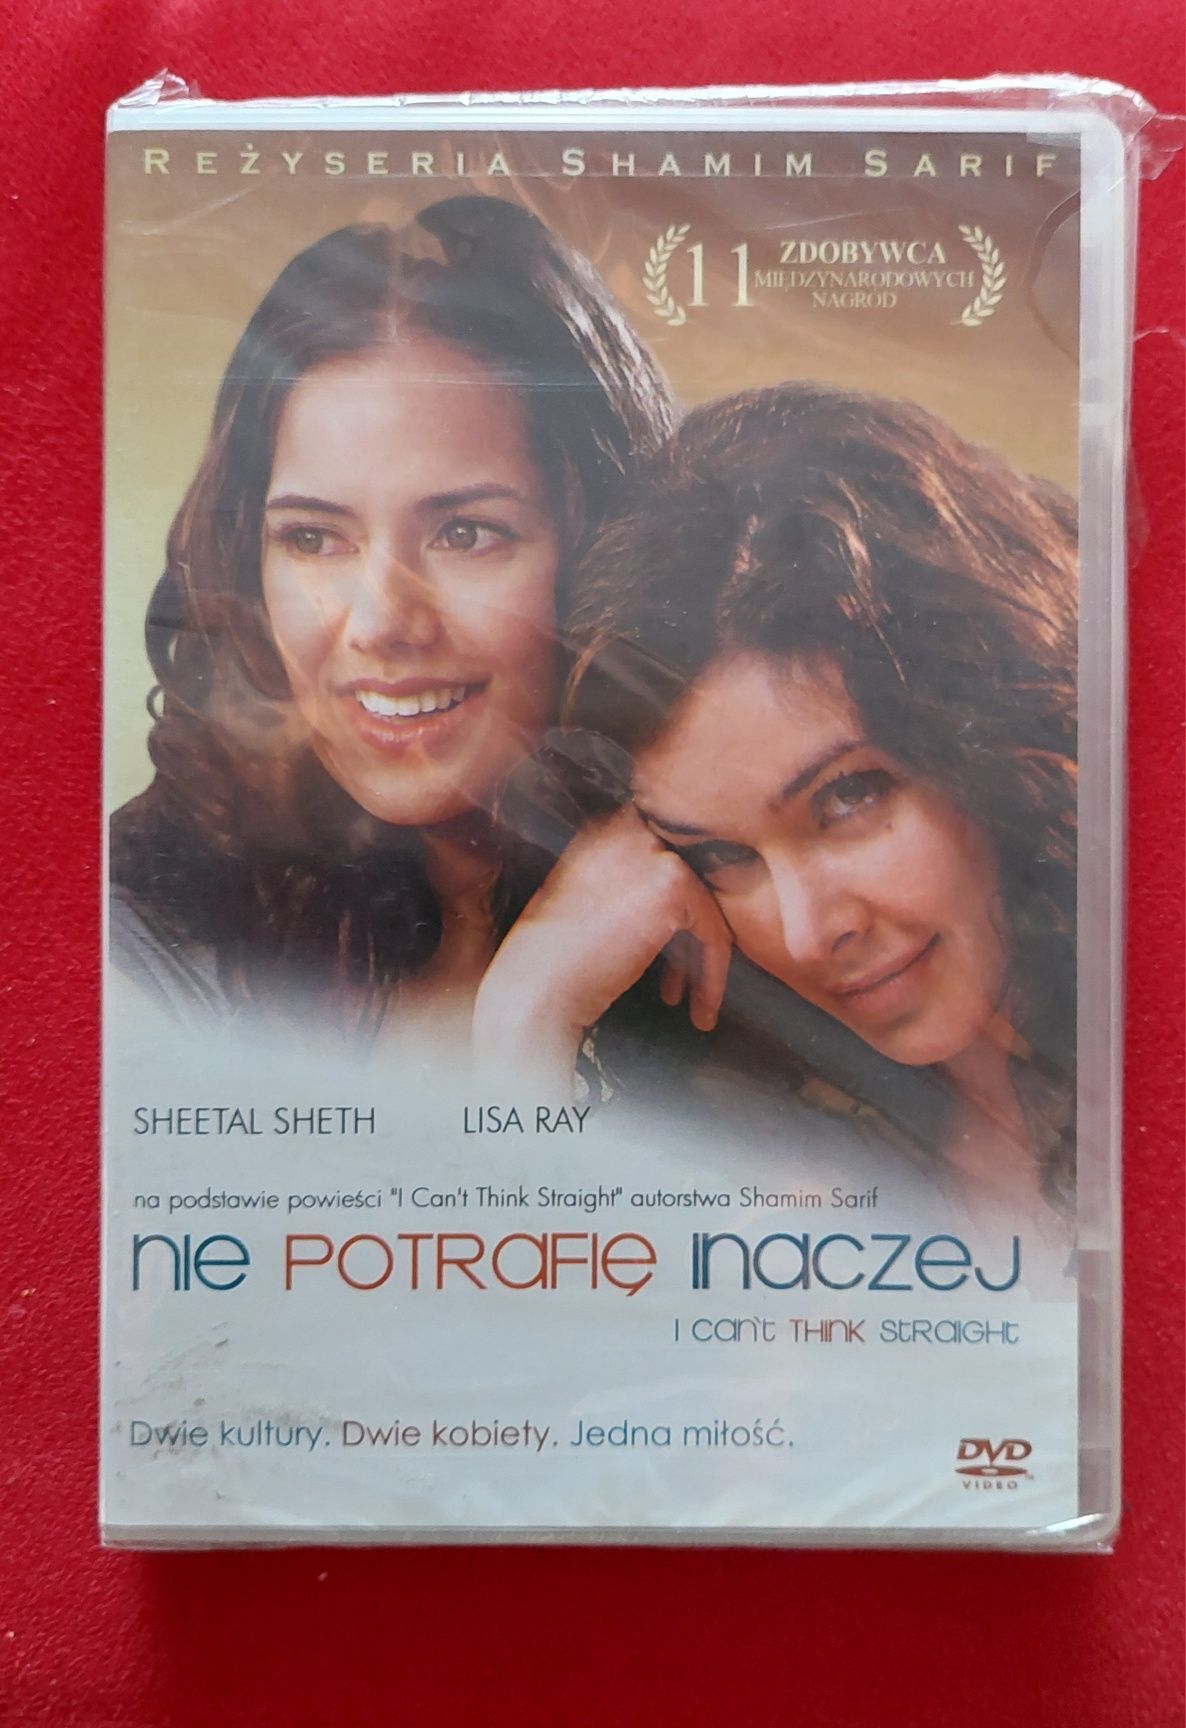 REŻYSERIA SHAMIM SARIF
11 ZDOBYWCA
MIĘDZYNARODOWYCH
NAGRÓD
SHEETAL SHETH LISA RAY
na podstawie powieści "I Can't Think Straight" autorstwa Shamim Sarif
NIE POTRAFIĘ INACZEJ
I CAN'T THINK STRAIGHT
Dwie kultury. Dwie kobiety. Jedna miłość.
DVD
VIDEO